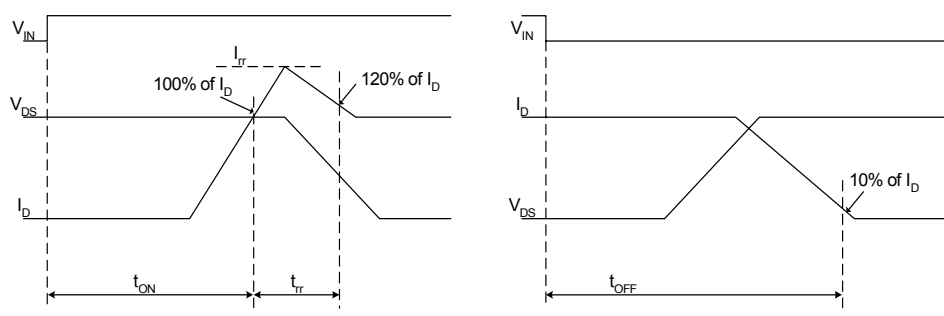 V_IN
I_rr
100% of I_D
120% of I_D
V_DS
I_D
t_ON
t_rr
V_IN
I_D
10% of I_D
V_DS
t_OFF